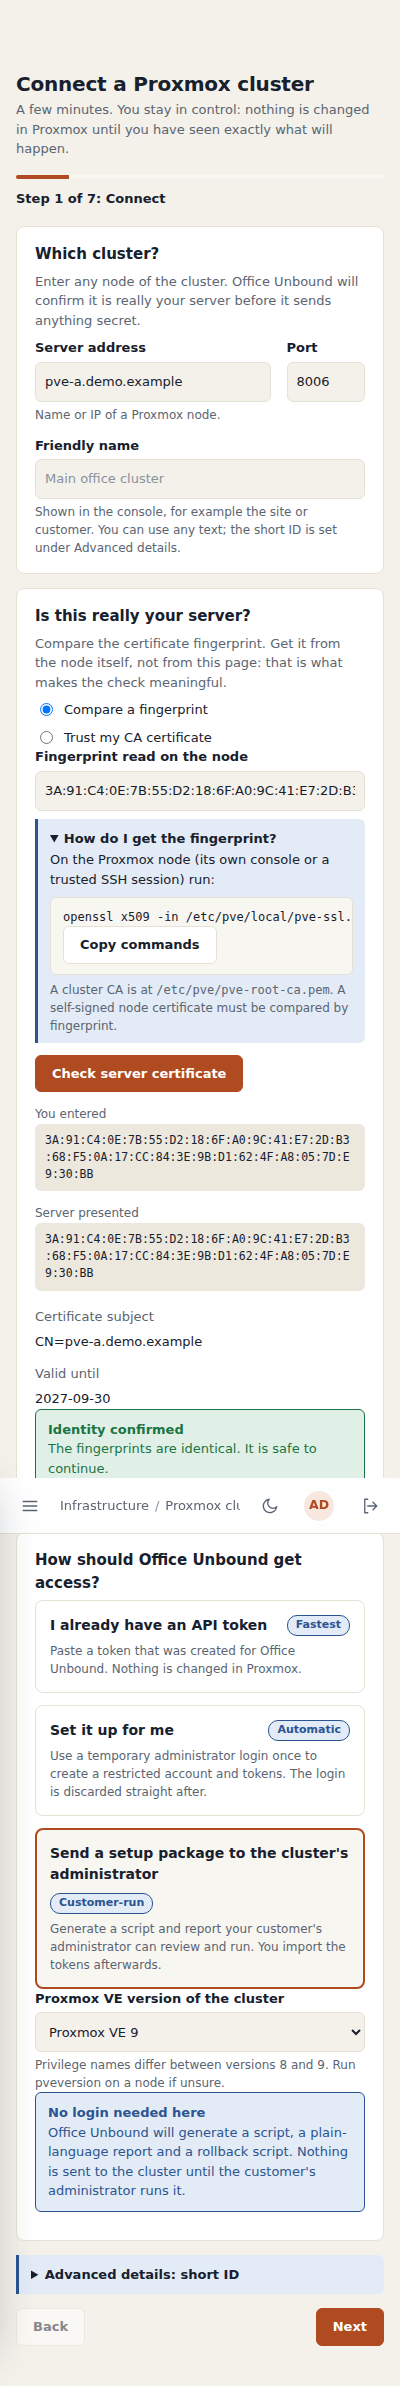 Connect a Proxmox cluster
A few minutes. You stay in control: nothing is changed
in Proxmox until you have seen exactly what will
happen.
Step 1 of 7: Connect
Which cluster?
Enter any node of the cluster. Office Unbound will
confirm it is really your server before it sends
anything secret.
Server address
Port
pve-a.demo.example
8006
Name or IP of a Proxmox node.
Friendly name
Main office cluster
Shown in the console, for example the site or
customer. You can use any text; the short ID is set
under Advanced details.
Is this really your server?
Compare the certificate fingerprint. Get it from
the node itself, not from this page: that is what
makes the check meaningful.
Compare a fingerprint
Trust my CA certificate
Fingerprint read on the node
3A:91:C4:0E:7B:55:D2:18:6F:A0:9C:41:E7:2D:B3
How do I get the fingerprint?
On the Proxmox node (its own console or a
trusted SSH session) run:
openssl x509 -in /etc/pve/local/pve-ssl.
Copy commands
A cluster CA is at /etc/pve/pve-root-ca.pem. A
self-signed node certificate must be compared by
fingerprint.
Check server certificate
You entered
3A:91:C4:0E:7B:55:D2:18:6F:A0:9C:41:E7:2D:B3
:68:F5:0A:17:CC:84:3E:9B:D1:62:4F:A8:05:7D:E
9:30:BB
Server presented
3A:91:C4:0E:7B:55:D2:18:6F:A0:9C:41:E7:2D:B3
:68:F5:0A:17:CC:84:3E:9B:D1:62:4F:A8:05:7D:E
9:30:BB
Certificate subject
CN=pve-a.demo.example
Valid until
2027-09-30
Identity confirmed
The fingerprints are identical. It is safe to
continue.
Infrastructure / Proxmox clu
AD
How should Office Unbound get
access?
I already have an API token
Fastest
Paste a token that was created for Office
Unbound. Nothing is changed in Proxmox.
Set it up for me
Automatic
Use a temporary administrator login once to
create a restricted account and tokens. The login
is discarded straight after.
Send a setup package to the cluster's
administrator
Customer-run
Generate a script and report your customer's
administrator can review and run. You import the
tokens afterwards.
Proxmox VE version of the cluster
Proxmox VE 9
Privilege names differ between versions 8 and 9. Run
pveversion on a node if unsure.
No login needed here
Office Unbound will generate a script, a plain-
language report and a rollback script. Nothing
is sent to the cluster until the customer's
administrator runs it.
Advanced details: short ID
Back
Next